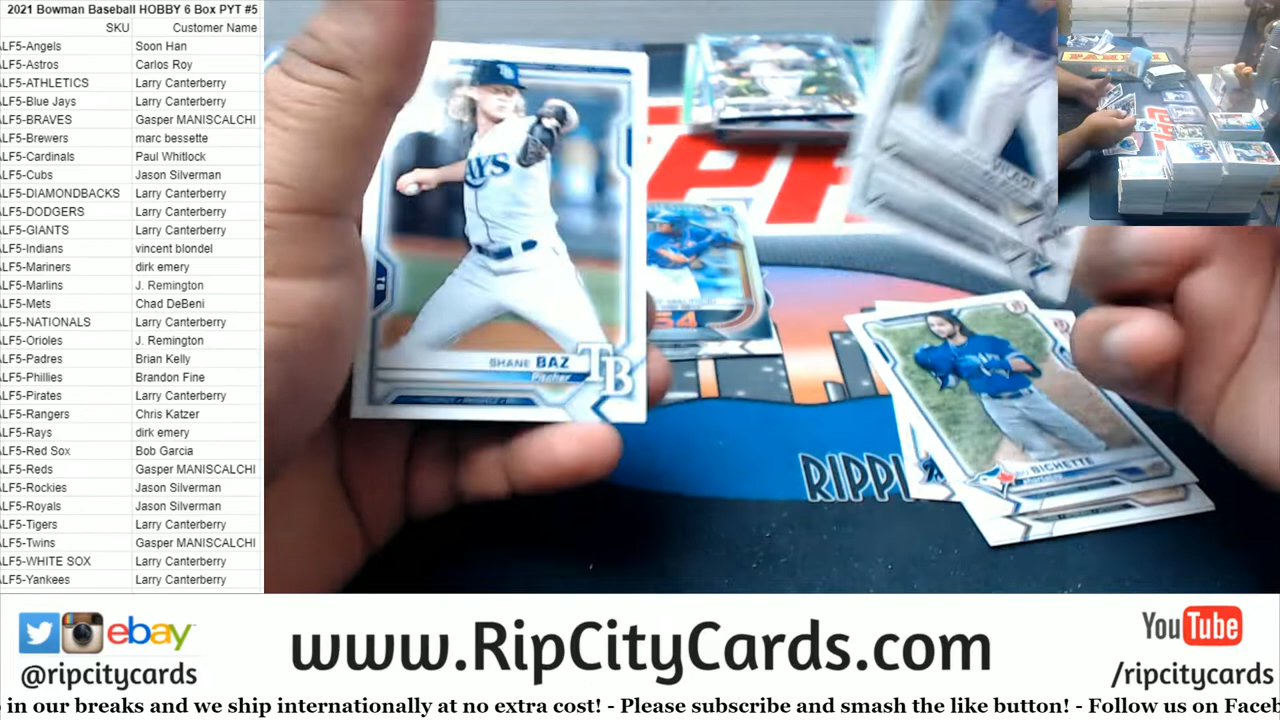 2021 Bowman Baseball HOBBY 6 Box PYT #5
SKU Customer Name
ALF5-Angels Soon Han
ALF5-Astros Carlos Roy
ALF5-ATHLETICS Larry Canterberry
ALF5-Blue Jays Larry Canterberry
ALF5-BRAVES Gasper MANISCALCHI
ALF5-Brewers marc bessette
ALF5-Cardinals Paul Whitlock
ALF5-Cubs Jason Silverman
ALF5-DIAMONDBACKS Larry Canterberry
ALF5-DODGERS Larry Canterberry
ALF5-GIANTS Larry Canterberry
ALF5-Indians vincent blondel
ALF5-Mariners dirk emery
ALF5-Marlins J. Remington
ALF5-Mets Chad DeBeni
ALF5-NATIONALS Larry Canterberry
ALF5-Orioles J. Remington
ALF5-Padres Brian Kelly
ALF5-Phillies Brandon Fine
ALF5-Pirates Larry Canterberry
ALF5-Rangers Chris Katzer
ALF5-Rays dirk emery
ALF5-Red Sox Bob Garcia
ALF5-Reds Gasper MANISCALCHI
ALF5-Rockies Jason Silverman
ALF5-Royals Jason Silverman
ALF5-Tigers Larry Canterberry
ALF5-Twins Gasper MANISCALCHI
ALF5-WHITE SOX Larry Canterberry
ALF5-Yankees Larry Canterberry
TB
RAYS
SHANE BAZ
Pitcher
TB
BO BICHETTE
RIPPI
ebay
@ripcitycards
www.RipCityCards.com
YouTube
/ripcitycards
in our breaks and we ship internationally at no extra cost! - Please subscribe and smash the like button! - Follow us on Faceb